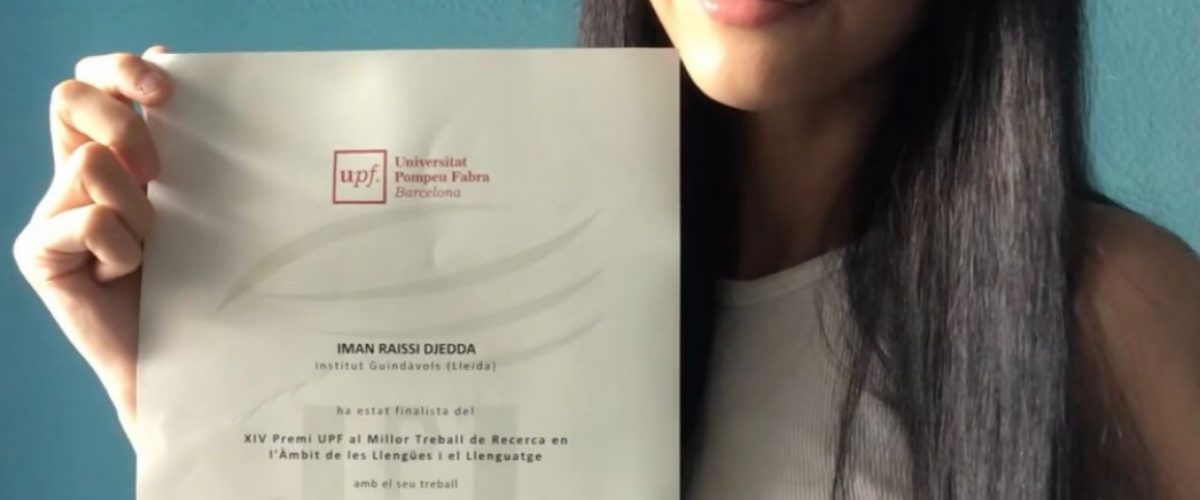 upf.
Universitat
Pompeu Fabra
Barcelona
IMAN RAISSI DJEDDA
Institut Guindàvols (Lleida)
ha estat finalista del
XIV Premi UPF al Millor Treball de Recerca en
l'Àmbit de les Llengües i el Llenguatge
amb el seu treball